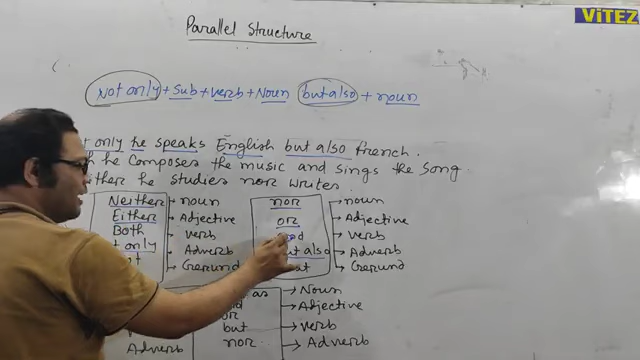 ViTEZ
Parallel Structure
Not only + Sub + verb + Noun but also + noun
only he speaks English but also French.
he Composes the music and sings the Song
he studies nor writes.
Neither → noun nor → noun
Either → Adjective or → Adjective
Both → verb → verb
only → Adverb but also → Adverb
→ Gerund → Gerund
as → Noun
or → Adjective
but → verb
Adverb nor → Adverb